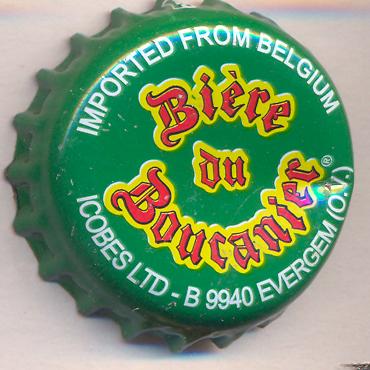 IMPORTED FROM BELGIUM
Bière
du
Boucanier®
ICOBES LTD - B 9940 EVERGEM (O.V.)